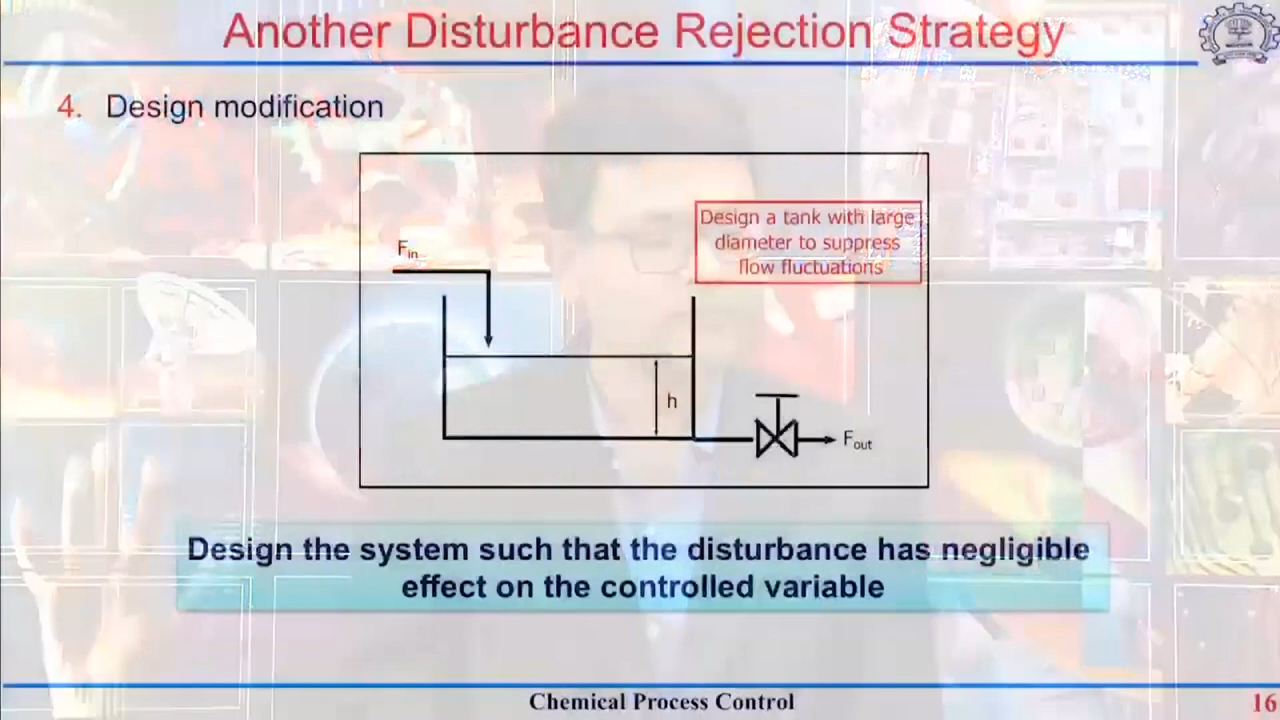 Another Disturbance Rejection Strategy
4. Design modification
Design a tank with large
diameter to suppress
flow fluctuations
Fin
h
Fout
Design the system such that the disturbance has negligible
effect on the controlled variable
Chemical Process Control
16